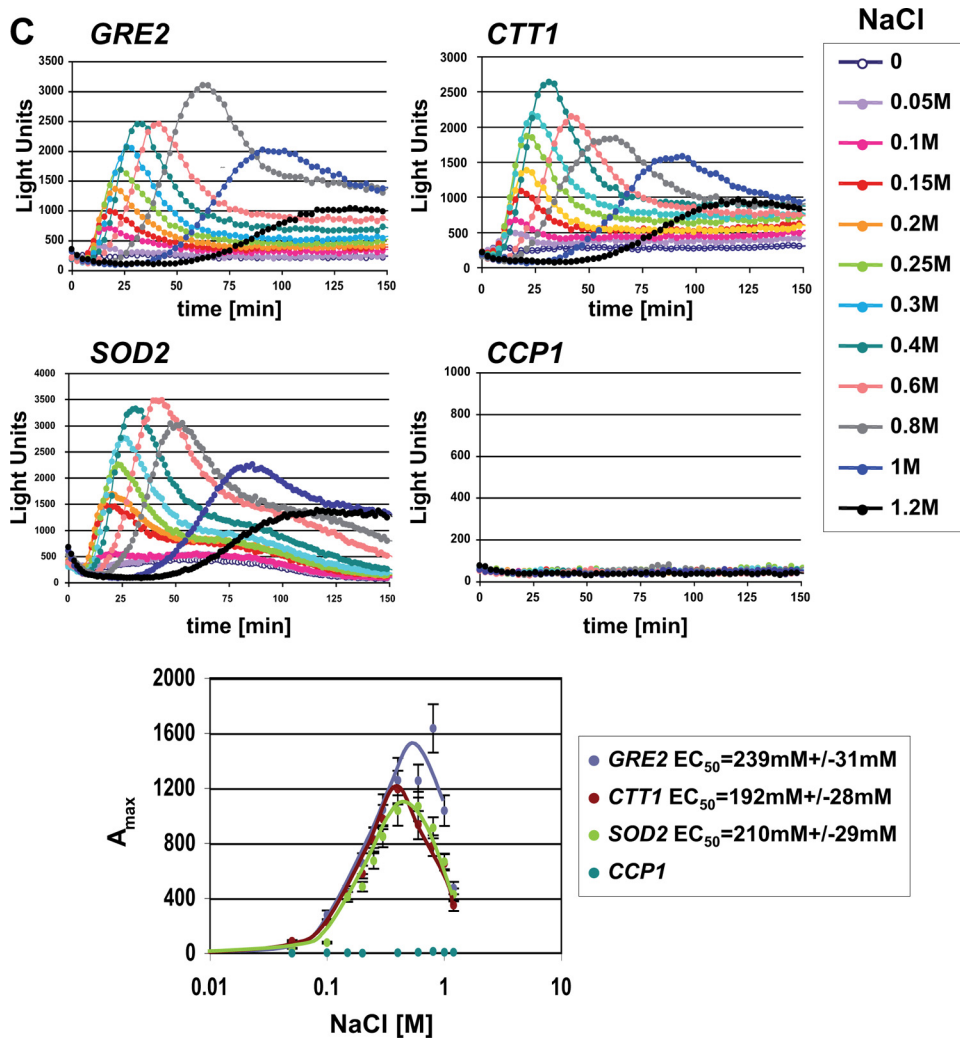 C
GRE2
Light Units
3500
3000
2500
2000
1500
1000
500
0
0 25 50 75 100 125 150
time [min]
CTT1
Light Units
3000
2500
2000
1500
1000
500
0
0 25 50 75 100 125 150
time [min]
NaCl
0
0.05M
0.1M
0.15M
0.2M
0.25M
0.3M
0.4M
0.6M
0.8M
1M
1.2M
SOD2
Light Units
4000
3500
3000
2500
2000
1500
1000
500
0
0 25 50 75 100 125 150
time [min]
CCP1
Light Units
1000
800
600
400
200
0
0 25 50 75 100 125 150
time [min]
A_max
2000
1600
1200
800
400
0
0.01 0.1 1 10
NaCl [M]
GRE2 EC50=239mM+/-31mM
CTT1 EC50=192mM+/-28mM
SOD2 EC50=210mM+/-29mM
CCP1